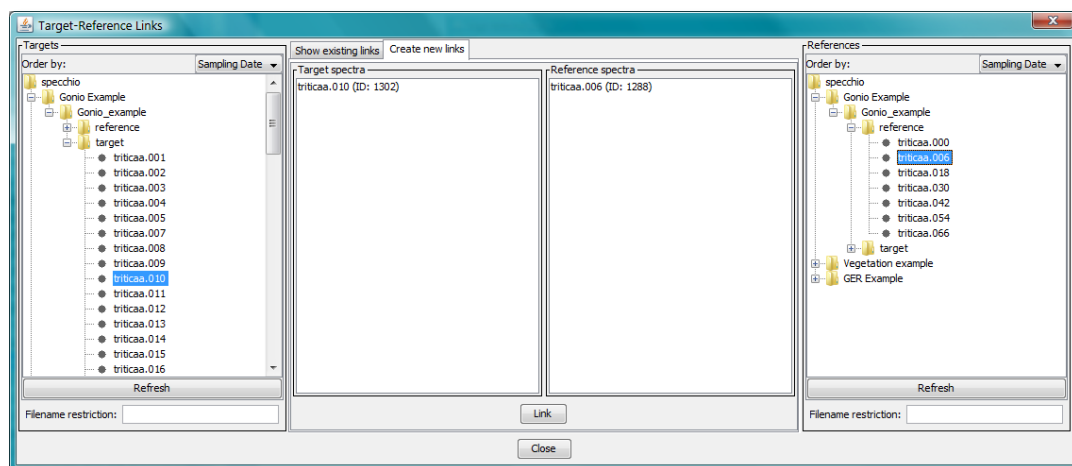 Target-Reference Links
Targets
Order by: Sampling Date
specchio
Gonio Example
Gonio_example
reference
target
triticaa.001
triticaa.002
triticaa.003
triticaa.004
triticaa.005
triticaa.007
triticaa.008
triticaa.009
triticaa.010
triticaa.011
triticaa.012
triticaa.013
triticaa.014
triticaa.015
triticaa.016
Refresh
Filename restriction:
Show existing links Create new links
Target spectra
triticaa.010 (ID: 1302)
Reference spectra
triticaa.006 (ID: 1288)
Link
Close
References
Order by: Sampling Date
specchio
Gonio Example
Gonio_example
reference
triticaa.000
triticaa.006
triticaa.018
triticaa.030
triticaa.042
triticaa.054
triticaa.066
target
Vegetation example
GER Example
Refresh
Filename restriction: